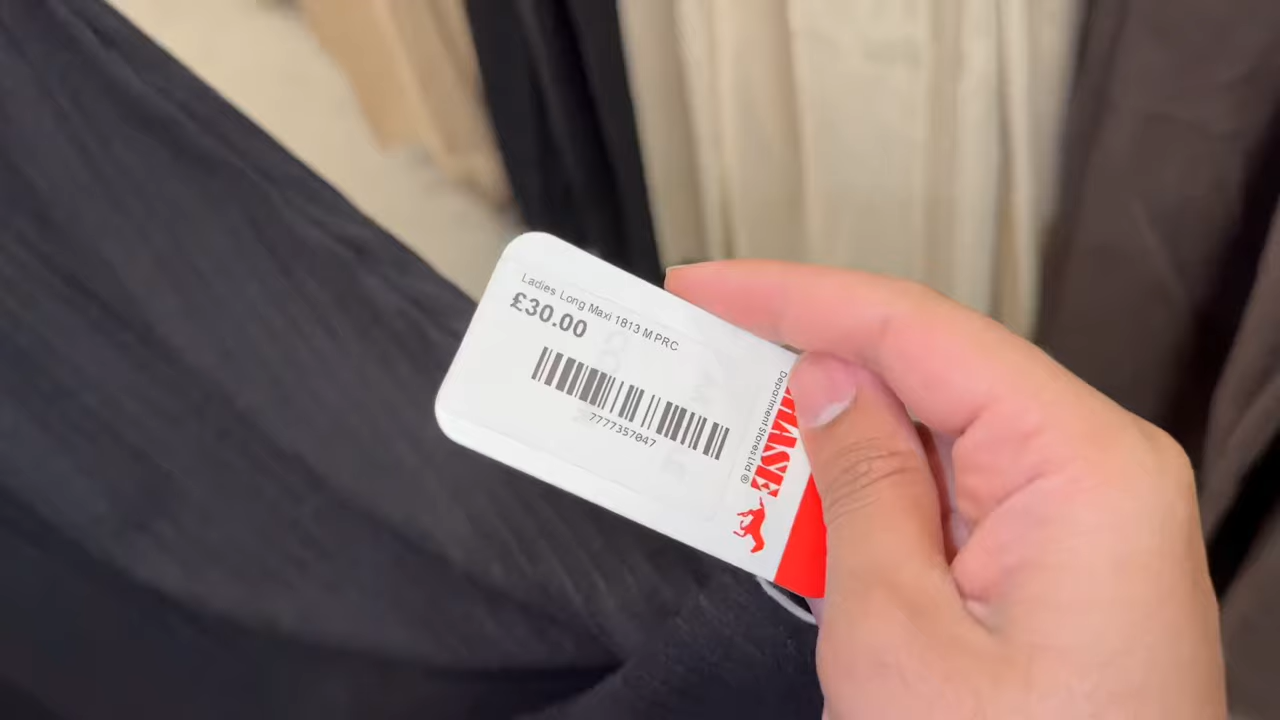 Ladies Long Maxi 1813 M PRC
£30.00
7777357047
Department Stores Ltd ®